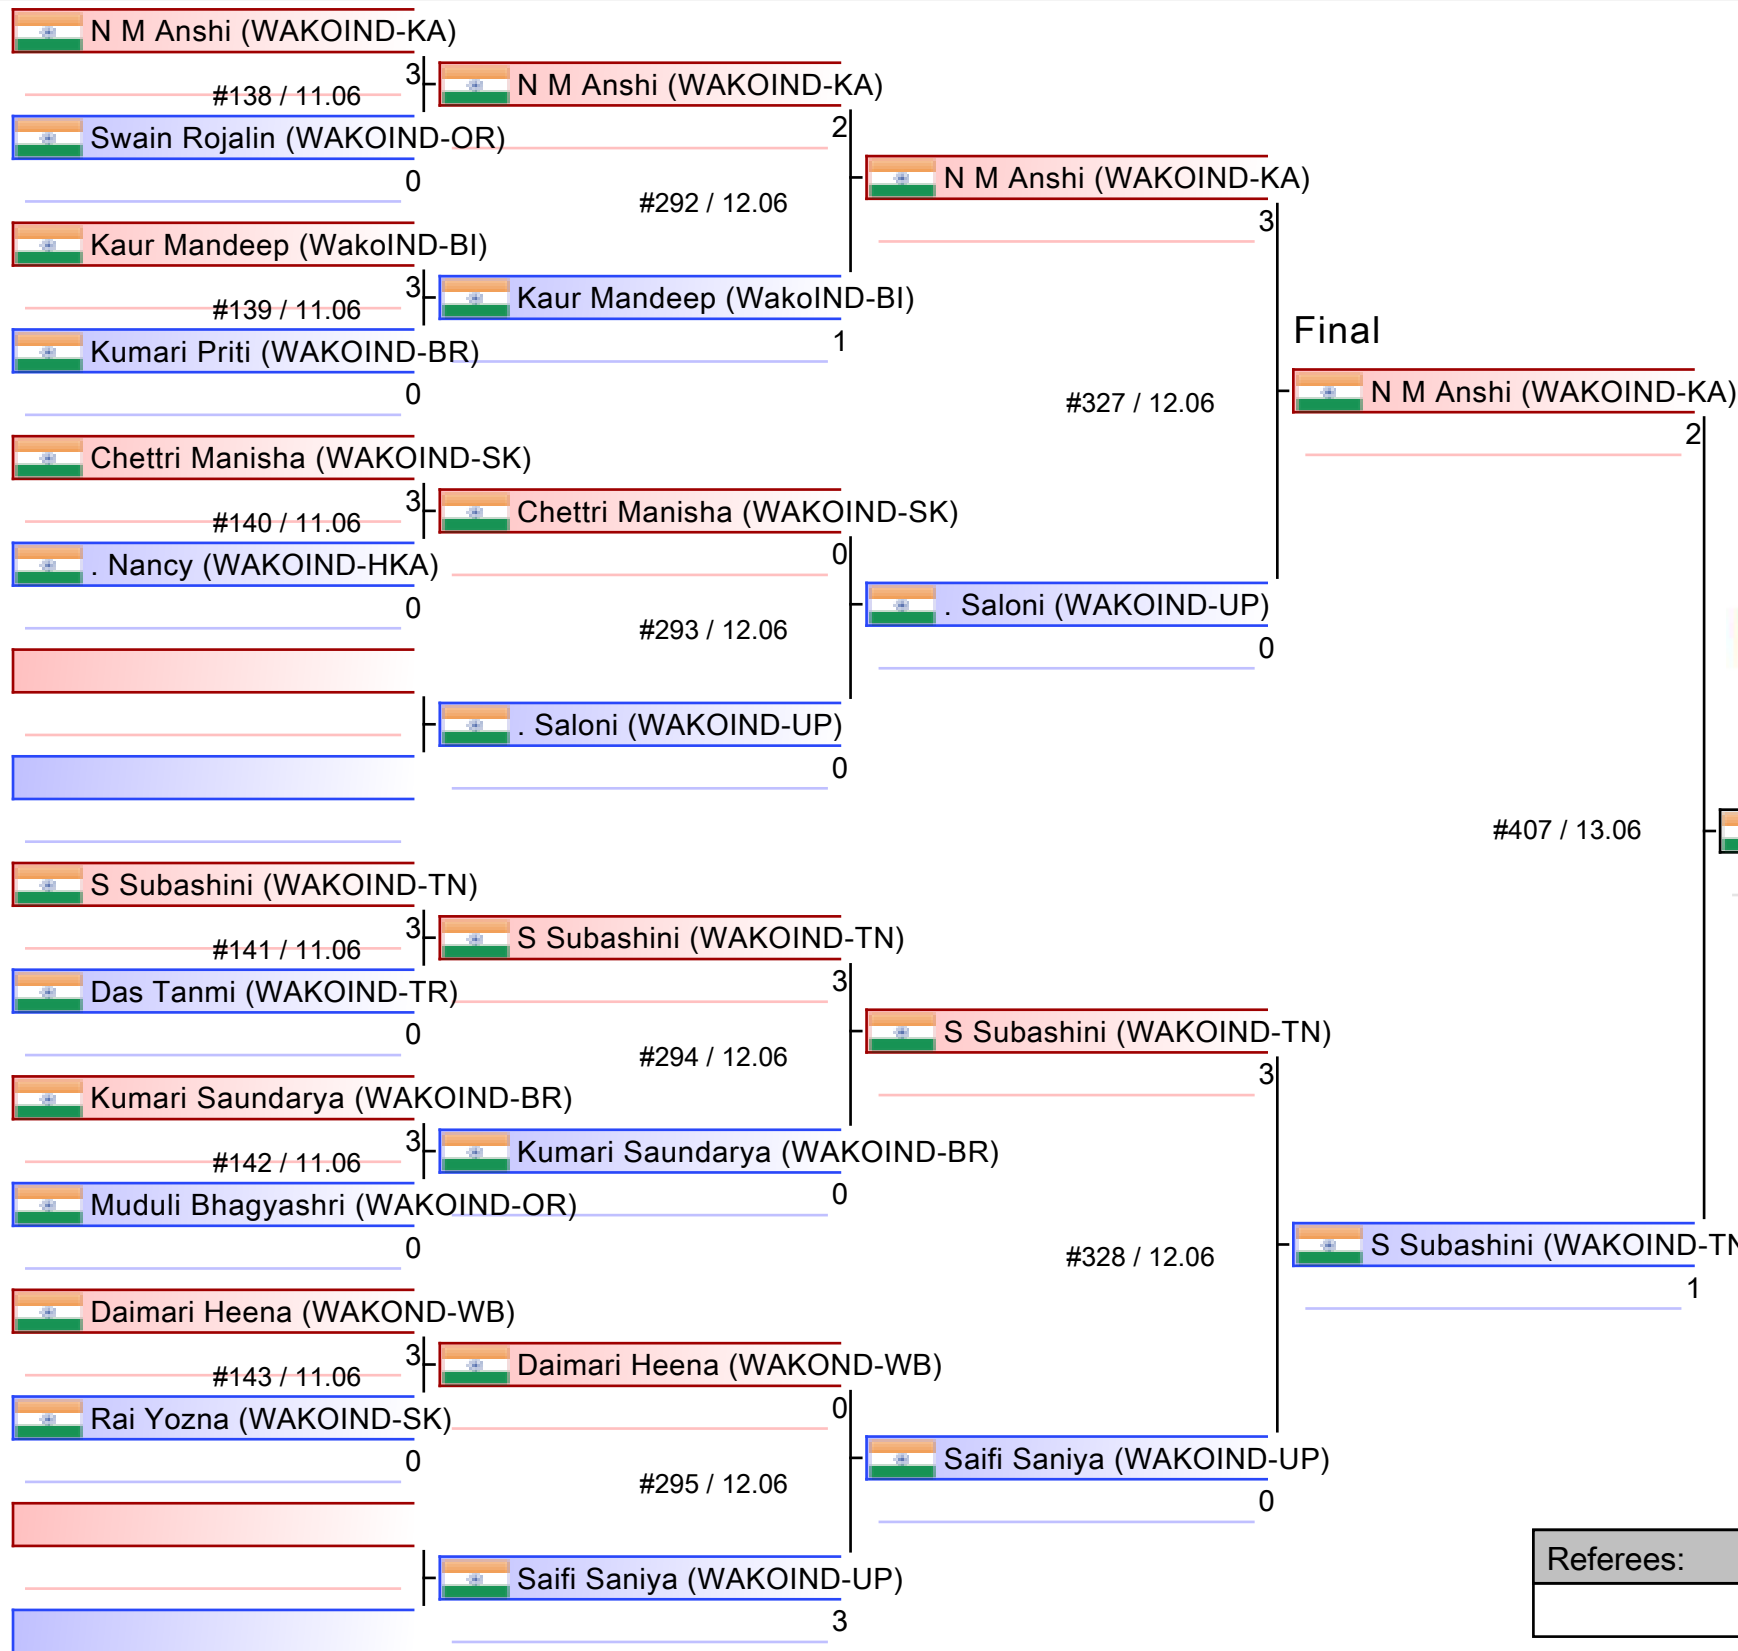 N M Anshi (WAKOIND-KA)
3
#138 / 11.06
Swain Rojalin (WAKOIND-OR)
0
Kaur Mandeep (WakoIND-BI)
3
#139 / 11.06
Kumari Priti (WAKOIND-BR)
0
Chettri Manisha (WAKOIND-SK)
3
#140 / 11.06
. Nancy (WAKOIND-HKA)
0
S Subashini (WAKOIND-TN)
3
#141 / 11.06
Das Tanmi (WAKOIND-TR)
0
Kumari Saundarya (WAKOIND-BR)
3
#142 / 11.06
Muduli Bhagyashri (WAKOIND-OR)
0
Daimari Heena (WAKOND-WB)
3
#143 / 11.06
Rai Yozna (WAKOIND-SK)
0
N M Anshi (WAKOIND-KA)
2
#292 / 12.06
Kaur Mandeep (WakoIND-BI)
1
Chettri Manisha (WAKOIND-SK)
0
#293 / 12.06
. Saloni (WAKOIND-UP)
0
S Subashini (WAKOIND-TN)
3
#294 / 12.06
Kumari Saundarya (WAKOIND-BR)
0
Daimari Heena (WAKOND-WB)
0
#295 / 12.06
Saifi Saniya (WAKOIND-UP)
3
N M Anshi (WAKOIND-KA)
3
#327 / 12.06
. Saloni (WAKOIND-UP)
0
S Subashini (WAKOIND-TN)
3
#328 / 12.06
Saifi Saniya (WAKOIND-UP)
0
Final
N M Anshi (WAKOIND-KA)
2
#407 / 13.06
S Subashini (WAKOIND-TN
1
Referees: